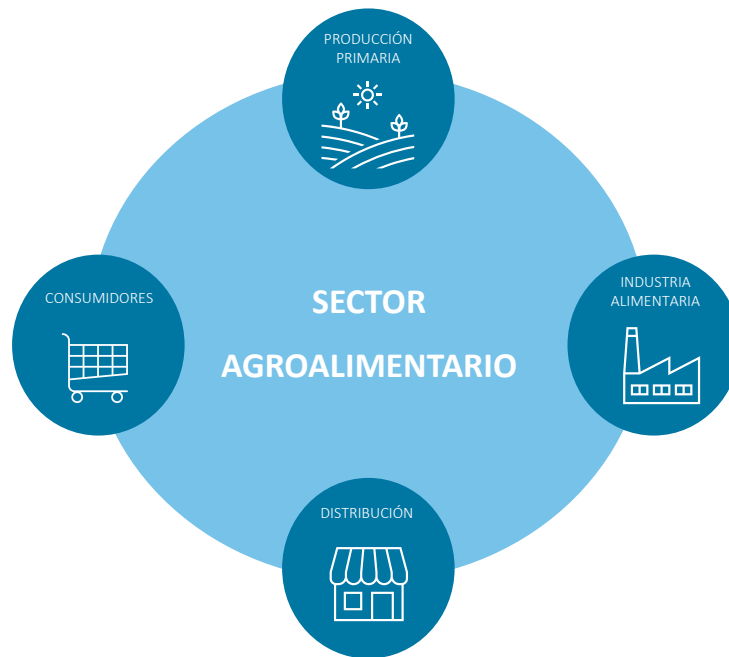 PRODUCCIÓN
PRIMARIA
CONSUMIDORES
SECTOR
AGROALIMENTARIO
INDUSTRIA
ALIMENTARIA
DISTRIBUCIÓN